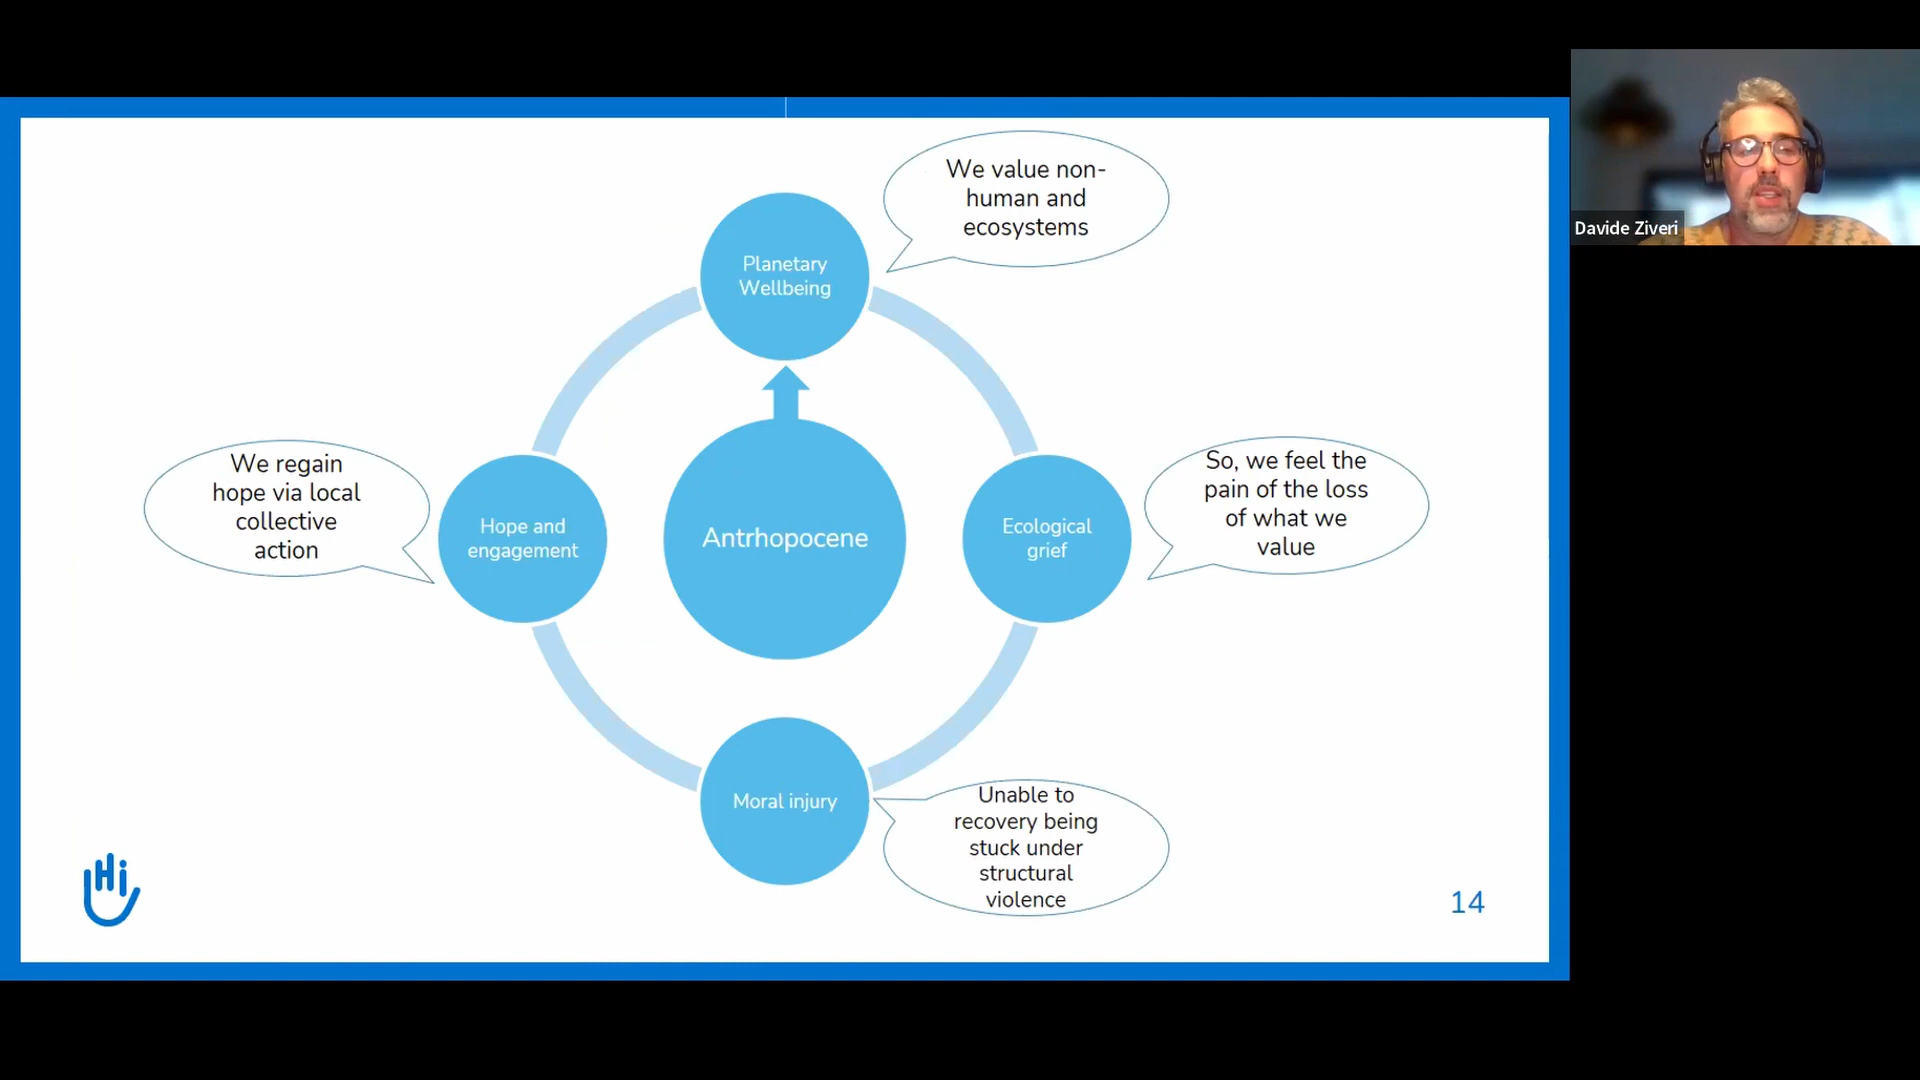 We value non-
human and
ecosystems
Planetary
Wellbeing
Davide Ziveri
We regain
hope via local
collective
action
Hope and
engagement
Antrhopocene
Ecological
grief
So, we feel the
pain of the loss
of what we
value
Moral injury
Unable to
recovery being
stuck under
structural
violence
Hi
14